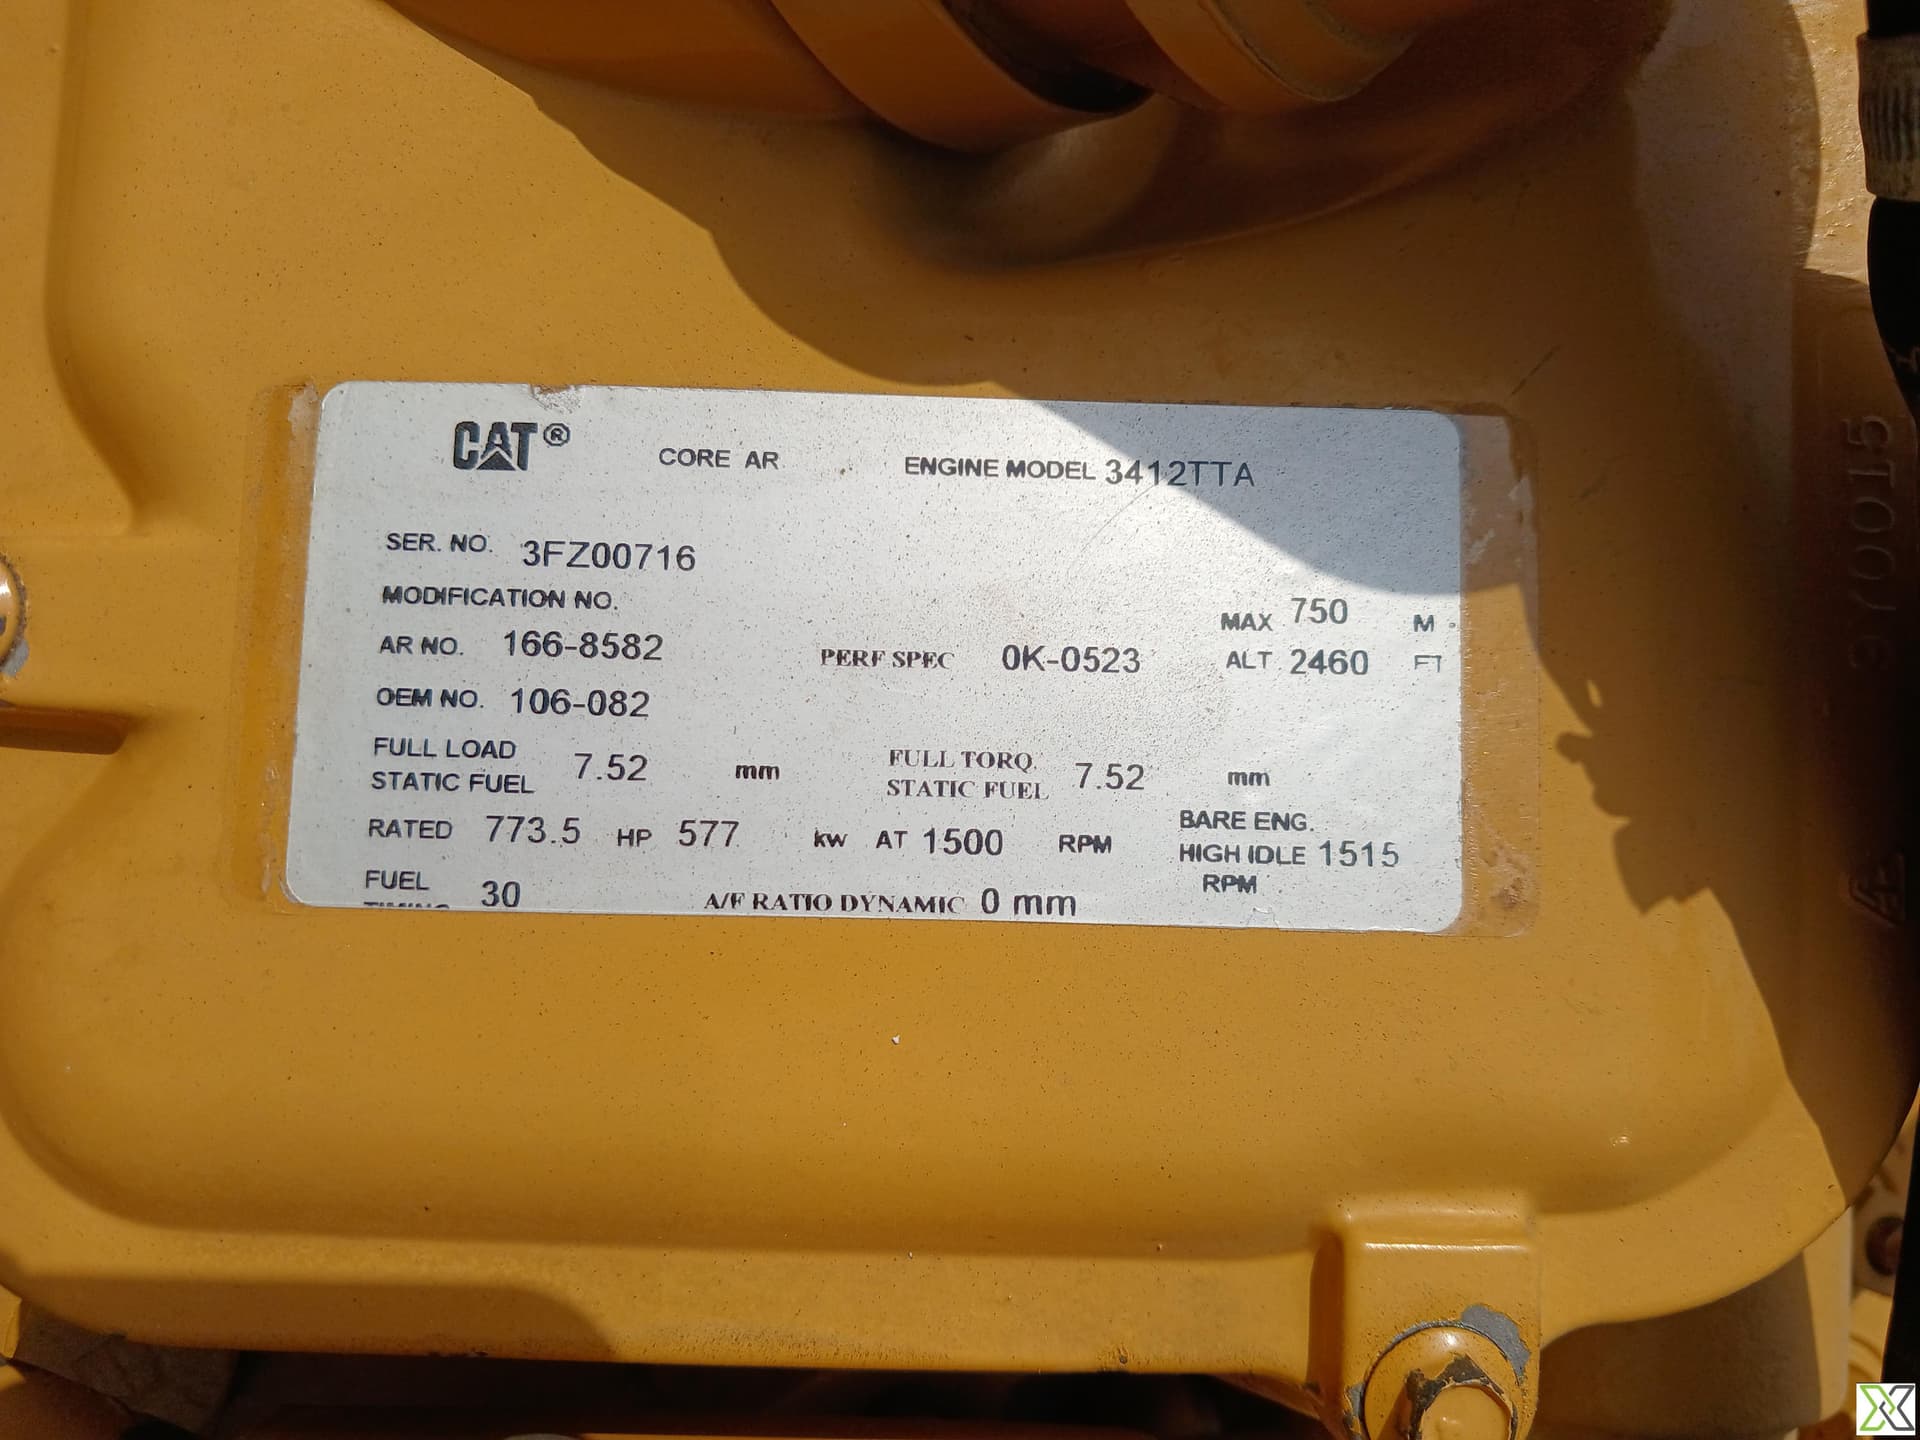 CAT® CORE AR ENGINE MODEL 3412TTA
SER. NO. 3FZ00716
MODIFICATION NO.
MAX 750 M
AR NO. 166-8582 PERF SPEC 0K-0523 ALT 2460 FT
OEM NO. 106-082
FULL LOAD
STATIC FUEL 7.52 mm
FULL TORQ.
STATIC FUEL 7.52 mm
RATED 773.5 HP 577 kW AT 1500 RPM
BARE ENG.
HIGH IDLE 1515
RPM
FUEL
TIMING 30
A/F RATIO DYNAMIC 0 mm